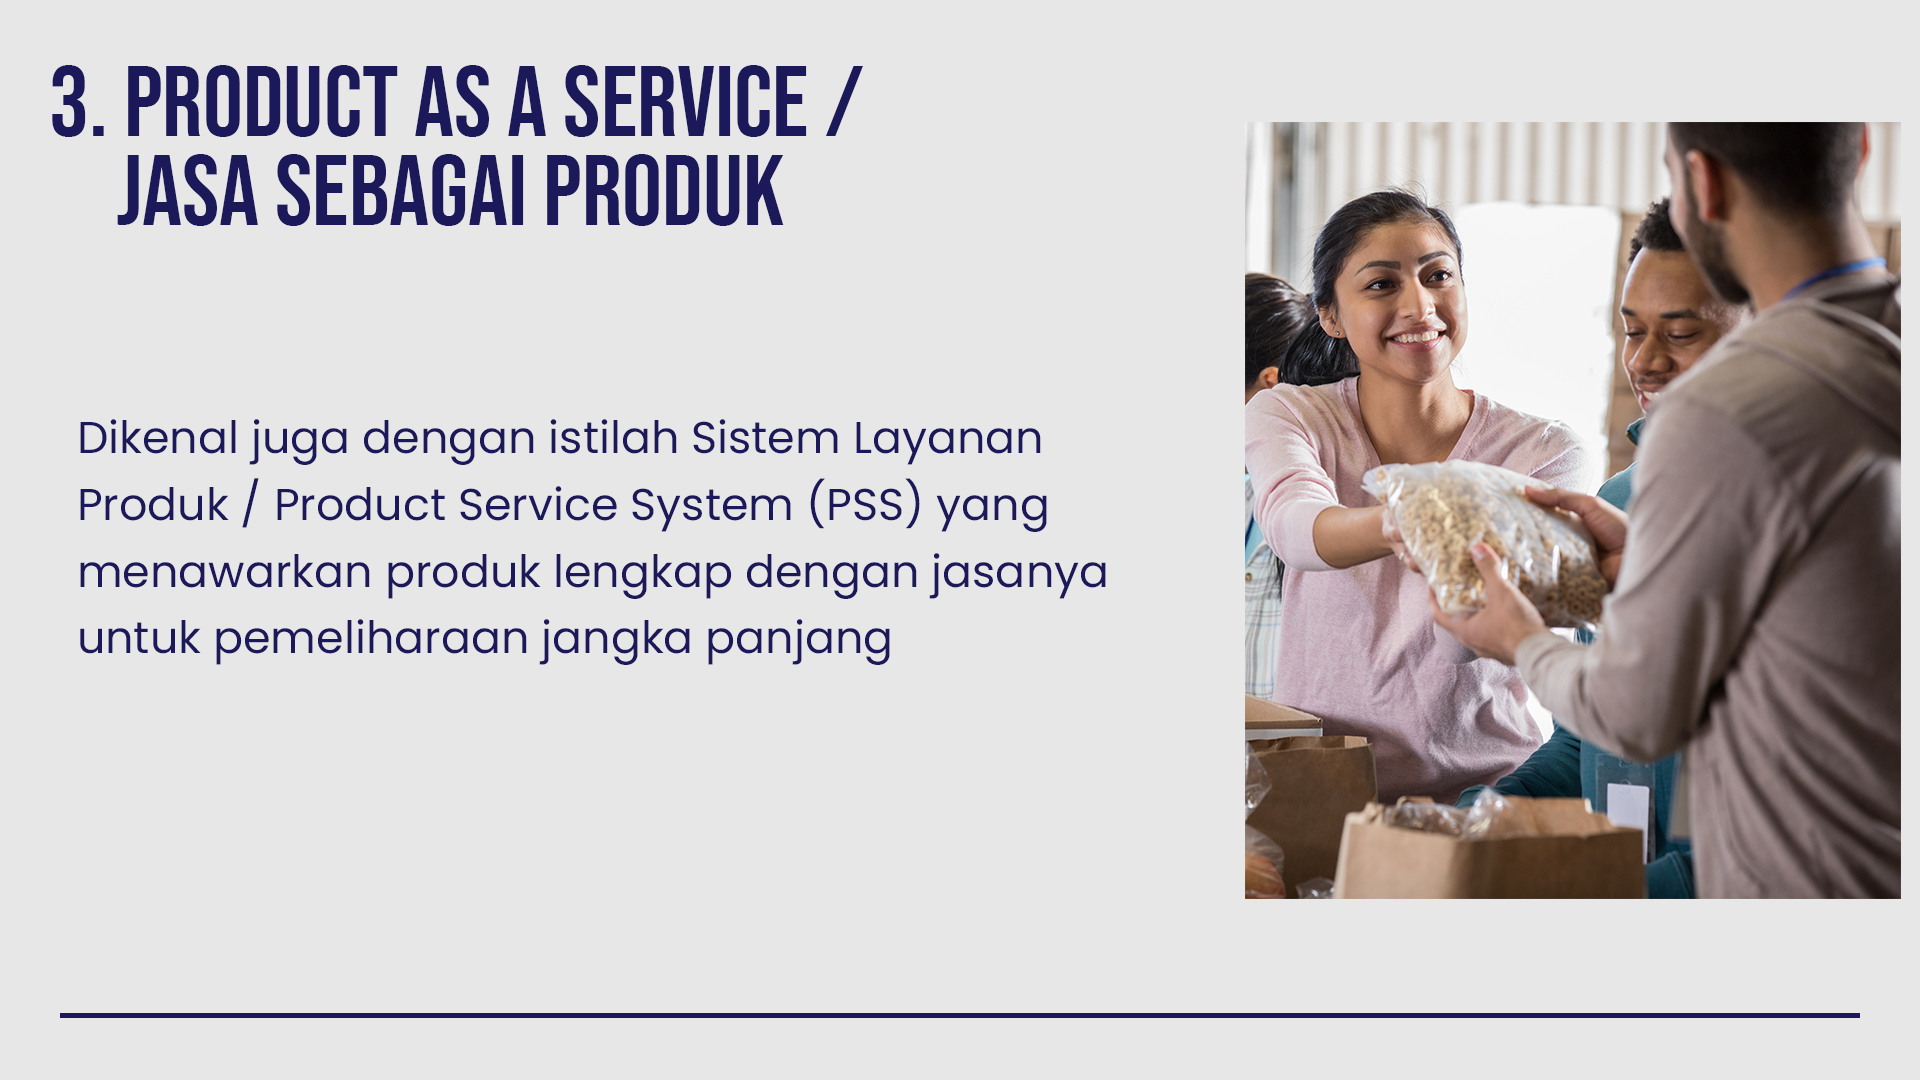 3. PRODUCT AS A SERVICE /
JASA SEBAGAI PRODUK
Dikenal juga dengan istilah Sistem Layanan
Produk / Product Service System (PSS) yang
menawarkan produk lengkap dengan jasanya
untuk pemeliharaan jangka panjang